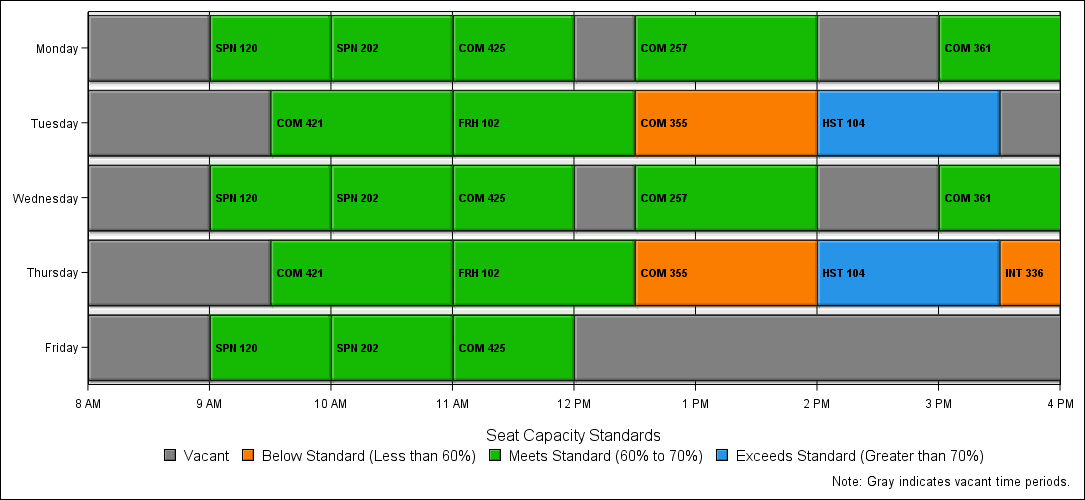 Monday
SPN 120 SPN 202 COM 425 COM 257 COM 361
Tuesday
COM 421 FRH 102 COM 355 HST 104
Wednesday
SPN 120 SPN 202 COM 425 COM 257 COM 361
Thursday
COM 421 FRH 102 COM 355 HST 104 INT 336
Friday
SPN 120 SPN 202 COM 425
8 AM 9 AM 10 AM 11 AM 12 PM 1 PM 2 PM 3 PM 4 PM
Seat Capacity Standards
Vacant Below Standard (Less than 60%) Meets Standard (60% to 70%) Exceeds Standard (Greater than 70%)
Note: Gray indicates vacant time periods.